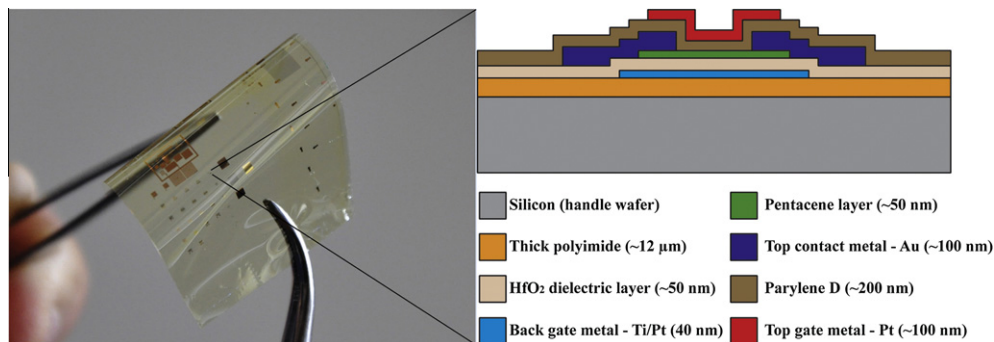 Silicon (handle wafer)
Pentacene layer (~50 nm)
Thick polyimide (~12 µm)
Top contact metal - Au (~100 nm)
HfO₂ dielectric layer (~50 nm)
Parylene D (~200 nm)
Back gate metal - Ti/Pt (40 nm)
Top gate metal - Pt (~100 nm)